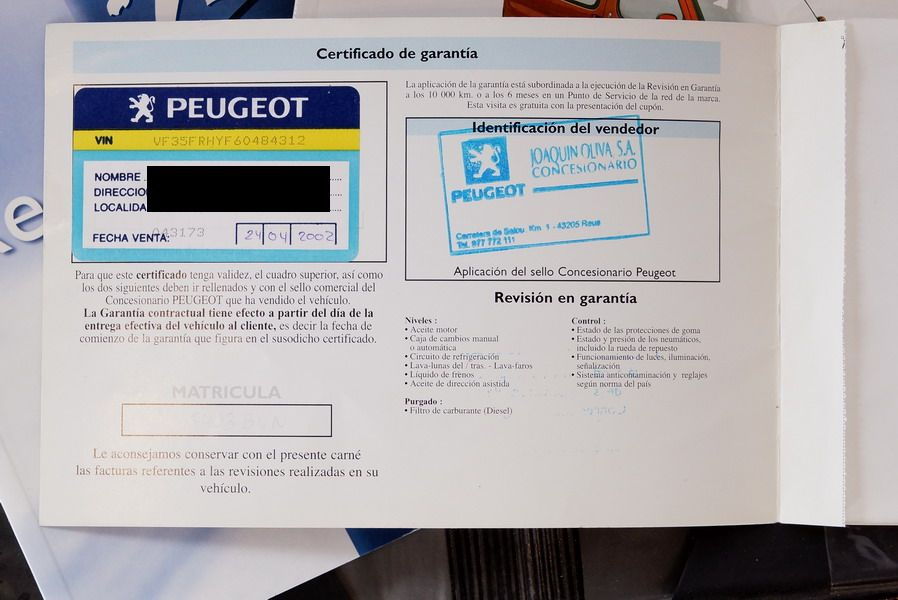 Certificado de garantía
PEUGEOT
VIN VF35FRHYF60484312
NOMBRE
DIRECCIO
LOCALIDA
043173
FECHA VENTA: 24 04 2002
Para que este certificado tenga validez, el cuadro superior, así como
los dos siguientes deben ir rellenados y con el sello comercial del
Concesionario PEUGEOT que ha vendido el vehículo.
La Garantía contractual tiene efecto a partir del día de la
entrega efectiva del vehículo al cliente, es decir la fecha de
comienzo de la garantía que figura en el susodicho certificado.
MATRICULA
Le aconsejamos conservar con el presente carné
las facturas referentes a las revisiones realizadas en su
vehículo.
La aplicación de la garantía está subordinada a la ejecución de la Revisión en Garantía
a los 10 000 km. o a los 6 meses en un Punto de Servicio de la red de la marca.
Esta visita es gratuita con la presentación del cupón.
Identificación del vendedor
JOAQUIN OLIVA, S.A.
CONCESIONARIO
PEUGEOT
Carretera de Salou, Km. 1 - 43205 Reus
Tel. 977 772 111
Aplicación del sello Concesionario Peugeot
Revisión en garantía
Niveles :
• Aceite motor
• Caja de cambios manual
o automática
• Circuito de refrigeración
• Lava-lunas del / tras. - Lava-faros
• Líquido de frenos
• Aceite de dirección asistida
Purgado :
• Filtro de carburante (Diesel)
Control :
• Estado de las protecciones de goma
• Estado y presión de los neumáticos,
incluido la rueda de repuesto
• Funcionamiento de luces, iluminación,
señalización
• Sistema anticontaminación y reglajes
según norma del país